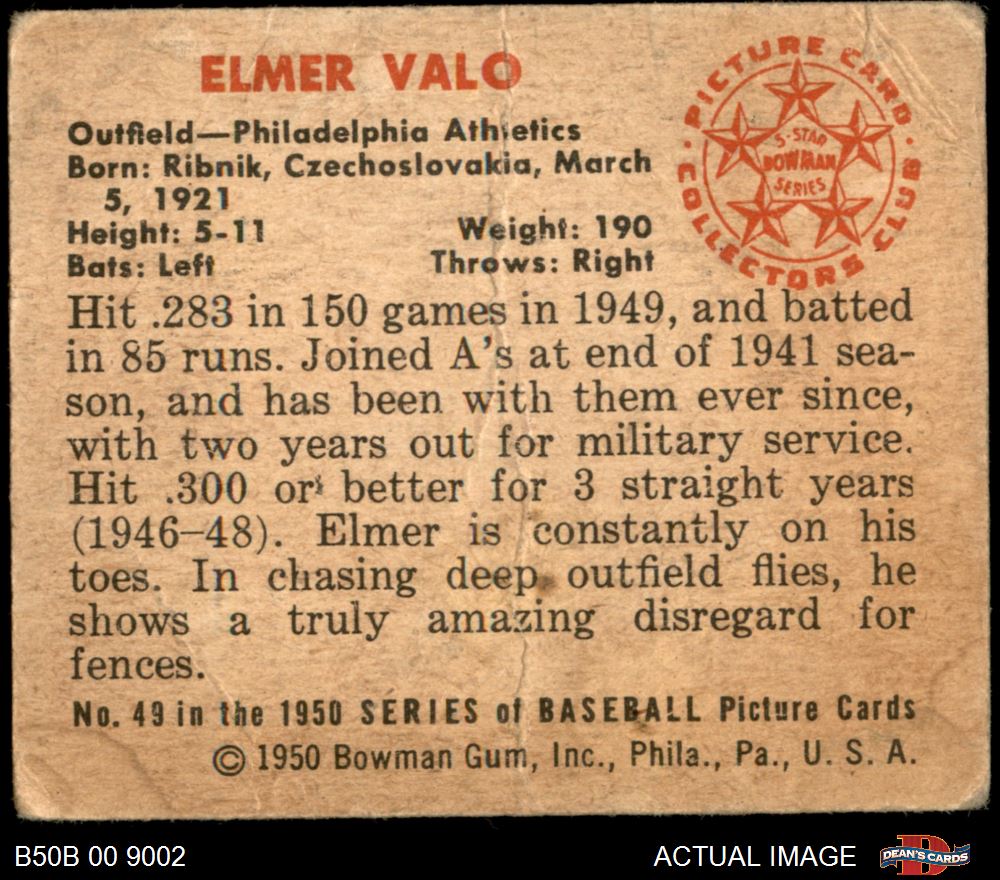 ELMER VALO
Outfield—Philadelphia Athletics
Born: Ribnik, Czechoslovakia, March
5, 1921
Height: 5-11 Weight: 190
Bats: Left Throws: Right
PICTURE CARD COLLECTORS CLUB
5-STAR
BOWMAN
SERIES
Hit .283 in 150 games in 1949, and batted
in 85 runs. Joined A's at end of 1941 sea-
son, and has been with them ever since,
with two years out for military service.
Hit .300 or better for 3 straight years
(1946–48). Elmer is constantly on his
toes. In chasing deep outfield flies, he
shows a truly amazing disregard for
fences.
No. 49 in the 1950 SERIES of BASEBALL Picture Cards
© 1950 Bowman Gum, Inc., Phila., Pa., U. S. A.
B50B 00 9002 ACTUAL IMAGE DEAN'S CARDS